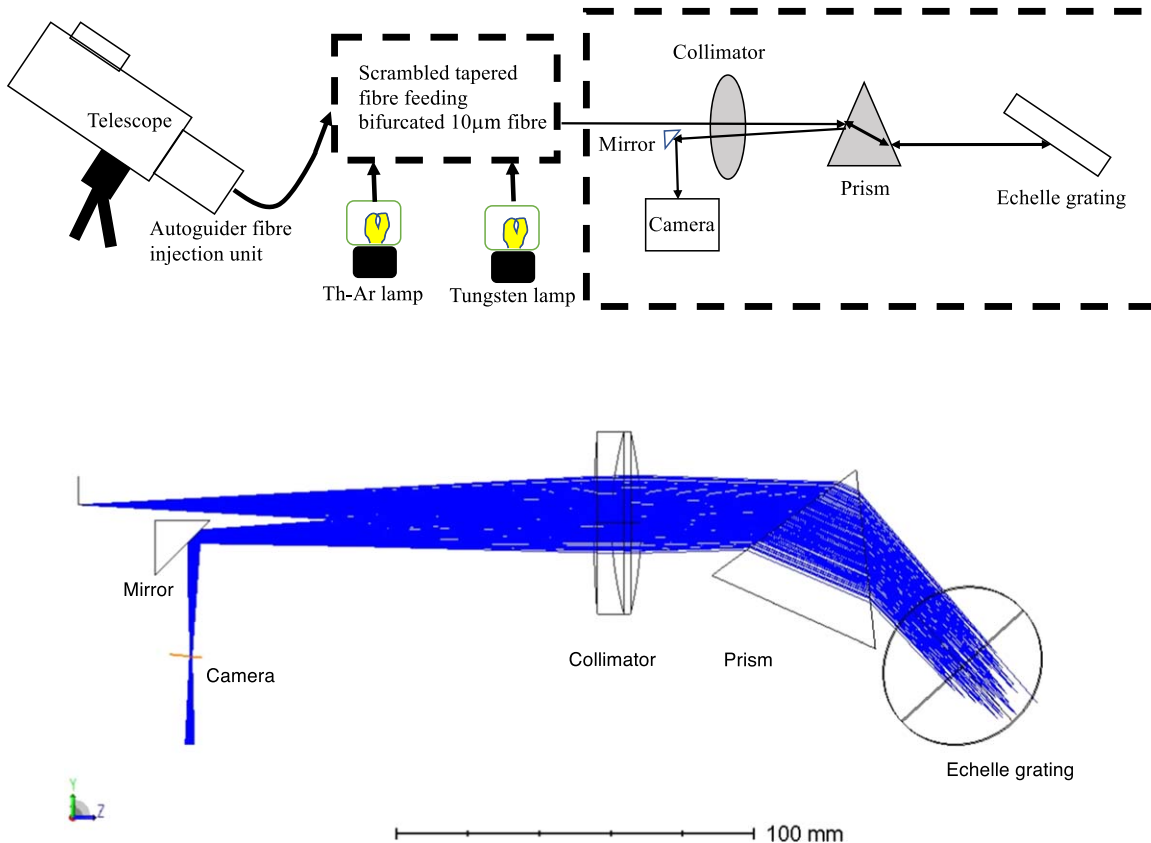 Telescope
Autoguider fibre
injection unit
Scrambled tapered
fibre feeding
bifurcated 10µm fibre
Th-Ar lamp
Tungsten lamp
Collimator
Mirror
Camera
Prism
Echelle grating
Mirror
Camera
Collimator
Prism
Echelle grating
Y
Z
100 mm